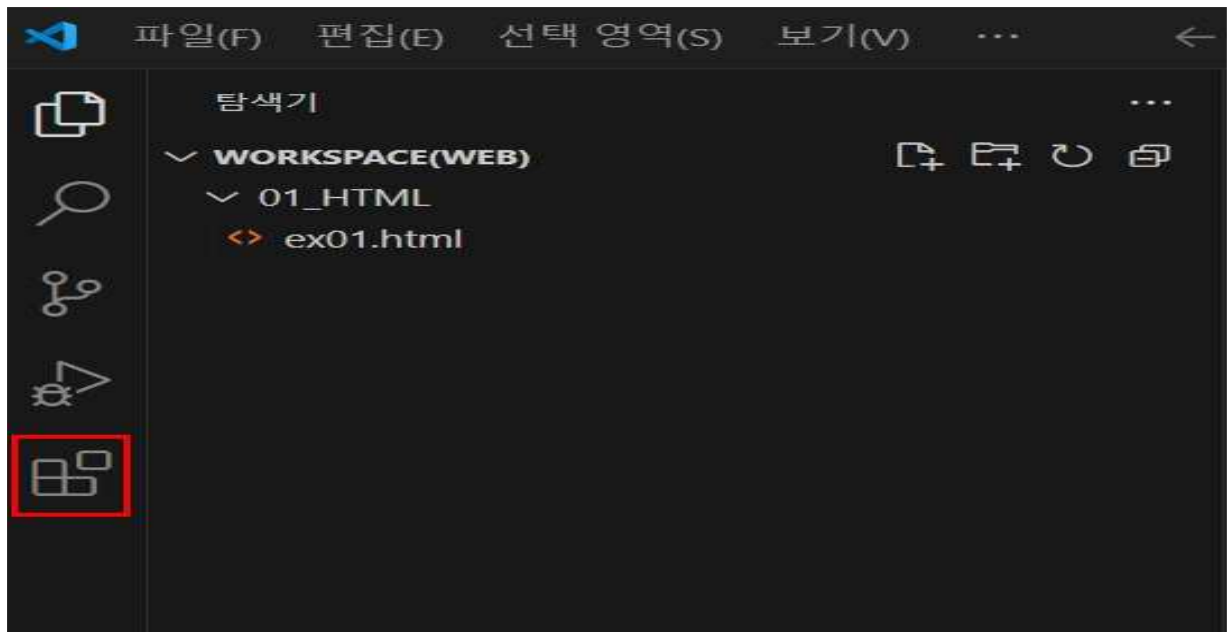 파일(F) 편집(E) 선택 영역(S) 보기(V) ···
탐색기 ···
WORKSPACE(WEB)
01_HTML
<> ex01.html